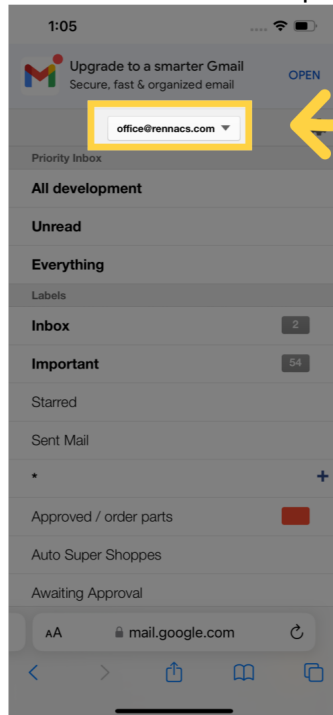 1:05
Upgrade to a smarter Gmail
Secure, fast & organized email
OPEN
office@rennacs.com
Priority Inbox
All development
Unread
Everything
Labels
Inbox 2
Important 54
Starred
Sent Mail
* +
Approved / order parts
Auto Super Shoppes
Awaiting Approval
AA mail.google.com